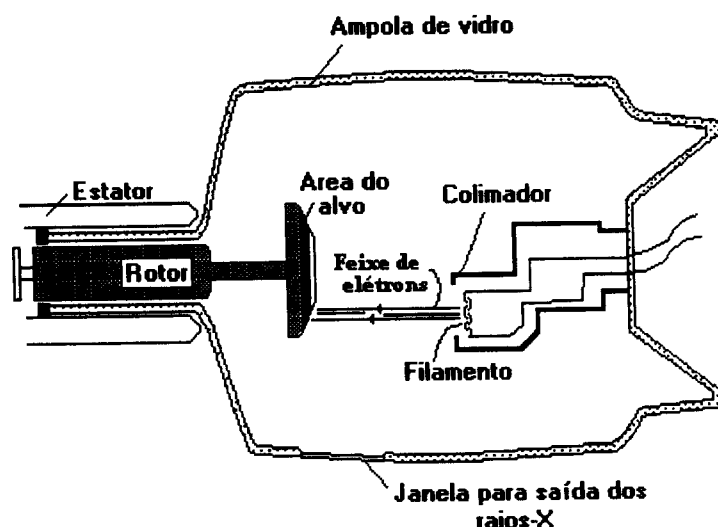 Ampola de vidro
Estator
Area do
alvo
Colimador
Rotor
Feixe de
elétrons
Filamento
Janela para saída dos
raios-X